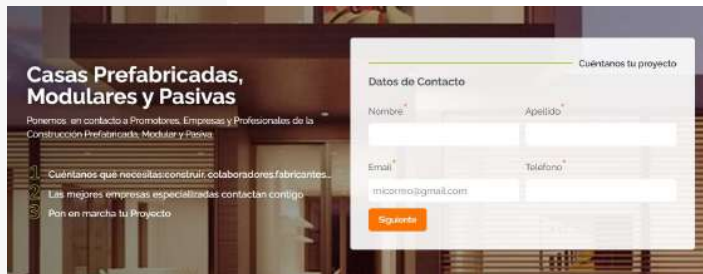 Casas Prefabricadas,
Modulares y Pasivas
Ponemos en contacto a Promotores, Empresas y Profesionales de la
Construcción Prefabricada, Modular y Pasiva.
1 Cuéntanos qué necesitas:construir, colaboradores,fabricantes...
2 Las mejores empresas especializadas contactan contigo
3 Pon en marcha tu Proyecto
Cuéntanos tu proyecto
Datos de Contacto
Nombre* Apellido*
Email* Teléfono*
micorreo@gmail.com
Siguiente